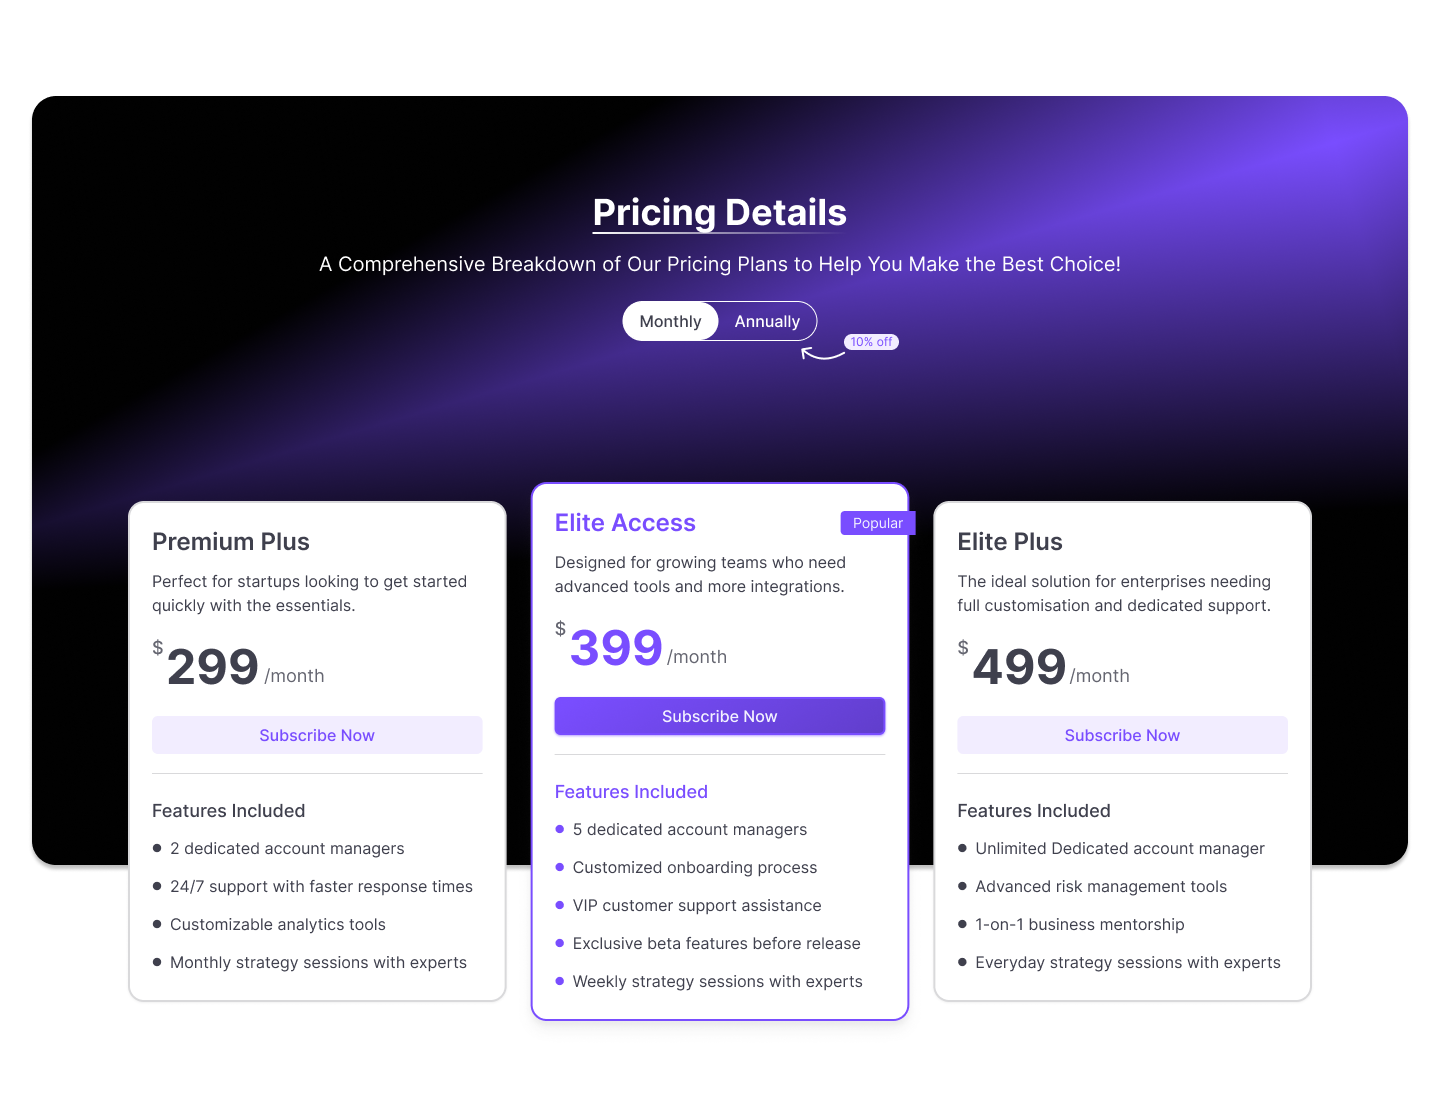 Pricing Details
A Comprehensive Breakdown of Our Pricing Plans to Help You Make the Best Choice!
Monthly
Annually
10% off
Premium Plus
Perfect for startups looking to get started
quickly with the essentials.
$299/month
Subscribe Now
Features Included
2 dedicated account managers
24/7 support with faster response times
Customizable analytics tools
Monthly strategy sessions with experts
Elite Access
Popular
Designed for growing teams who need
advanced tools and more integrations.
$399/month
Subscribe Now
Features Included
5 dedicated account managers
Customized onboarding process
VIP customer support assistance
Exclusive beta features before release
Weekly strategy sessions with experts
Elite Plus
The ideal solution for enterprises needing
full customisation and dedicated support.
$499/month
Subscribe Now
Features Included
Unlimited Dedicated account manager
Advanced risk management tools
1-on-1 business mentorship
Everyday strategy sessions with experts